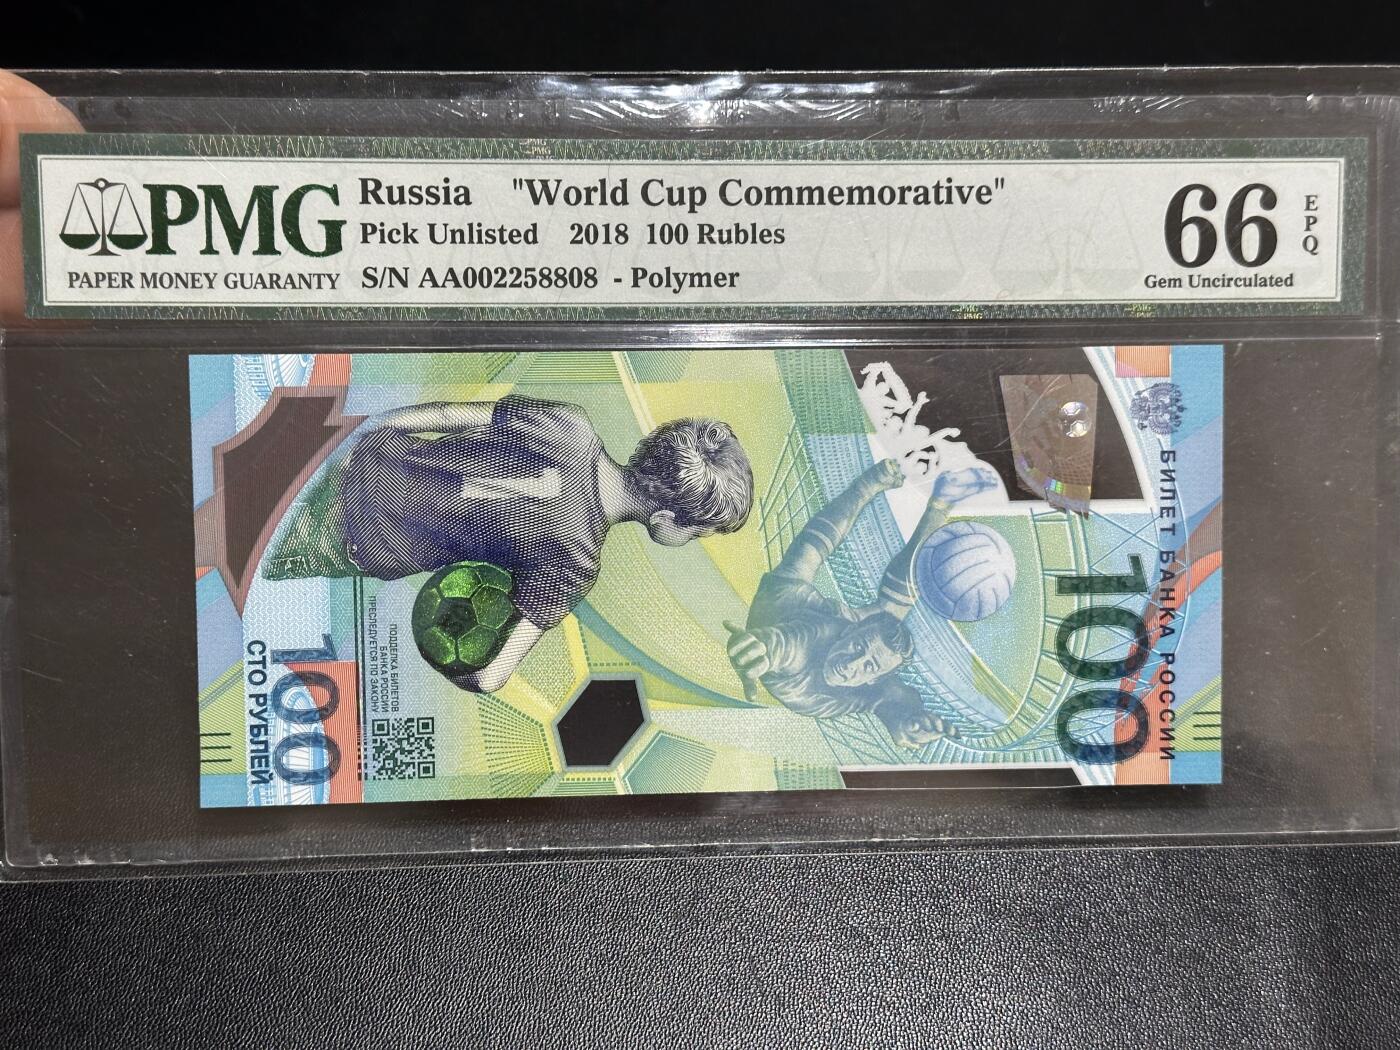 PMG
PAPER MONEY GUARANTY
Russia "World Cup Commemorative"
Pick Unlisted 2018 100 Rubles
S/N AA002258808 - Polymer
66
EPQ
Gem Uncirculated
БИЛЕТ БАНКА РОССИИ
100
1
ПОДДЕЛКА БИЛЕТОВ
БАНКА РОССИИ
ПРЕСЛЕДУЕТСЯ ПО ЗАКОНУ
100
СТО РУБЛЕЙ